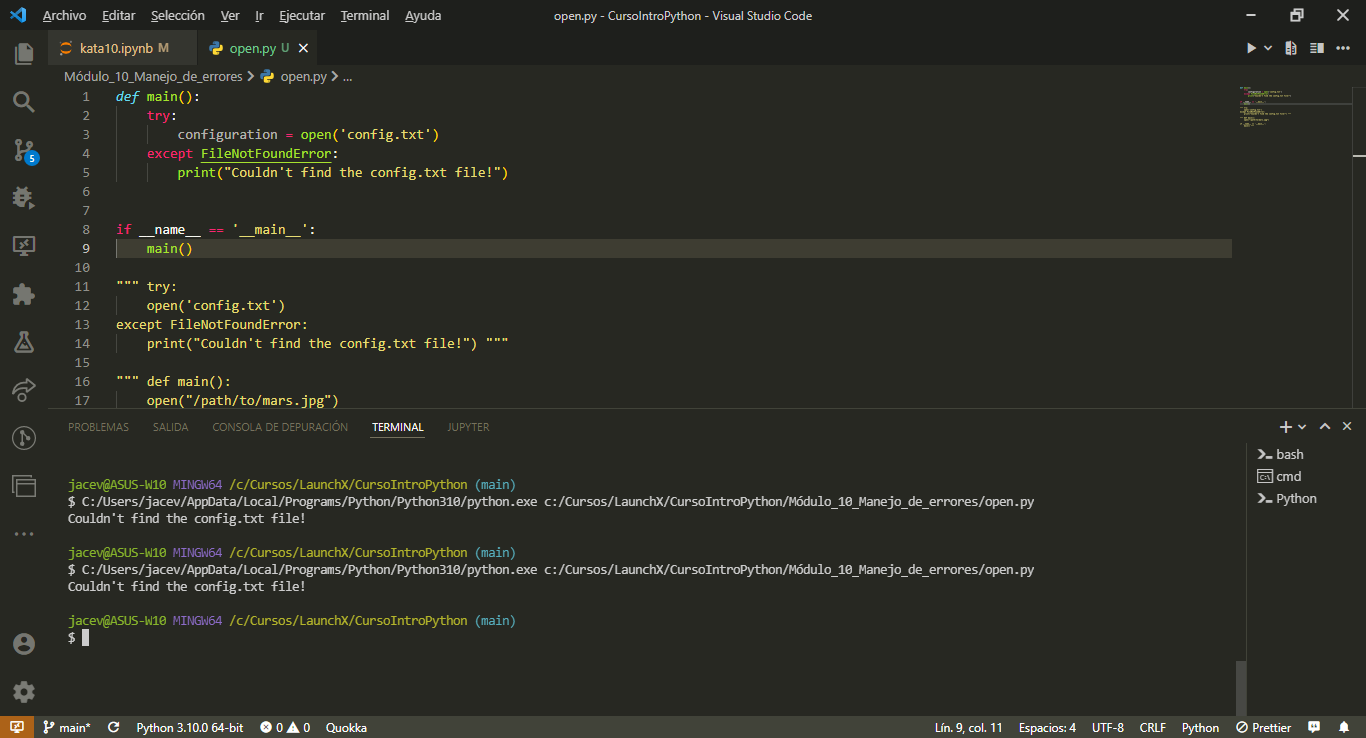 Archivo Editar Selección Ver Ir Ejecutar Terminal Ayuda open.py - CursoIntroPython - Visual Studio Code
kata10.ipynb M open.py U
Módulo_10_Manejo_de_errores > open.py > ...
1 def main():
2 try:
3 configuration = open('config.txt')
4 except FileNotFoundError:
5 print("Couldn't find the config.txt file!")
6
7
8 if __name__ == '__main__':
9 main()
10
11 """ try:
12 open('config.txt')
13 except FileNotFoundError:
14 print("Couldn't find the config.txt file!") """
15
16 """ def main():
17 open("/path/to/mars.jpg")
5
PROBLEMAS SALIDA CONSOLA DE DEPURACIÓN TERMINAL JUPYTER
jacev@ASUS-W10 MINGW64 /c/Cursos/LaunchX/CursoIntroPython (main)
$ C:/Users/jacev/AppData/Local/Programs/Python/Python310/python.exe c:/Cursos/LaunchX/CursoIntroPython/Módulo_10_Manejo_de_errores/open.py
Couldn't find the config.txt file!
jacev@ASUS-W10 MINGW64 /c/Cursos/LaunchX/CursoIntroPython (main)
$ C:/Users/jacev/AppData/Local/Programs/Python/Python310/python.exe c:/Cursos/LaunchX/CursoIntroPython/Módulo_10_Manejo_de_errores/open.py
Couldn't find the config.txt file!
jacev@ASUS-W10 MINGW64 /c/Cursos/LaunchX/CursoIntroPython (main)
$
bash
cmd
Python
main* Python 3.10.0 64-bit 0 0 Quokka Lín. 9, col. 11 Espacios: 4 UTF-8 CRLF Python Prettier